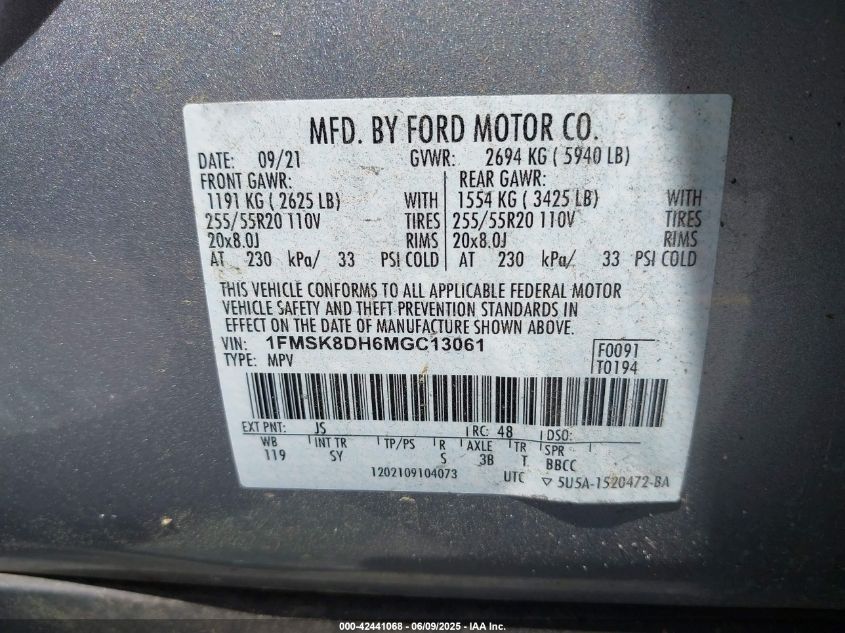 MFD. BY FORD MOTOR CO.
DATE: 09/21 GVWR: 2694 KG ( 5940 LB)
FRONT GAWR: REAR GAWR:
1191 KG ( 2625 LB) WITH 1554 KG ( 3425 LB) WITH
255/55R20 110V TIRES 255/55R20 110V TIRES
20x8.0J RIMS 20x8.0J RIMS
AT 230 kPa/ 33 PSI COLD AT 230 kPa/ 33 PSI COLD
THIS VEHICLE CONFORMS TO ALL APPLICABLE FEDERAL MOTOR
VEHICLE SAFETY AND THEFT PREVENTION STANDARDS IN
EFFECT ON THE DATE OF MANUFACTURE SHOWN ABOVE.
VIN: 1FMSK8DH6MGC13061 F0091
TYPE: MPV T0194
EXT PNT: JS RC: 48 DSO:
WB INT TR TP/PS R AXLE TR SPR
119 SY S 3B T BBCC
1202109104073 UTC ▽ 5U5A-1520472-BA
000-42441068 | 06/09/2025 - IAA Inc.